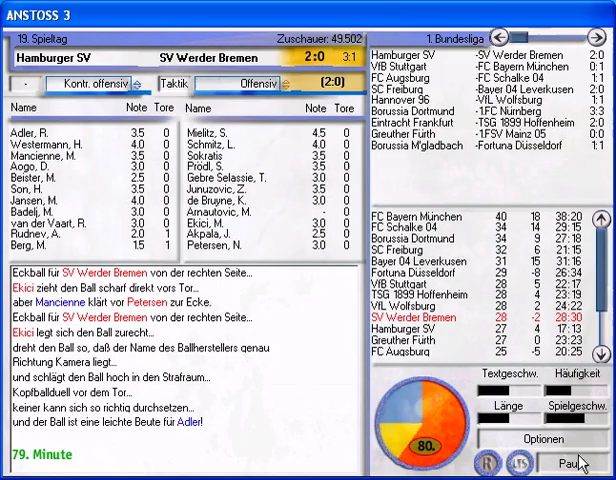 ANSTOSS 3
19. Spieltag Zuschauer: 49.502
Hamburger SV SV Werder Bremen 2:0 3:1
- Kontr. offensiv Taktik Offensiv (2:0)
Name Note Tore Name Note Tore
Adler, R. 3.5 0 Mielitz, S. 4.5 0
Westermann, H. 4.0 0 Schmitz, L. 4.0 0
Mancienne, M. 3.5 0 Sokratis 3.5 0
Aogo, D. 3.0 0 Prödl, S. 3.5 0
Beister, M. 2.5 0 Gebre Selassie, T. 3.0 0
Son, H. 3.5 0 Junuzovic, Z. 3.5 0
Jansen, M. 4.0 0 de Bruyne, K. 3.0 0
Badelj, M. 3.0 0 Arnautovic, M. - 0
van der Vaart, R. 3.0 0 Ekici, M. 3.0 0
Rudnev, A. 2.0 1 Akpala, J. 2.5 0
Berg, M. 1.5 1 Petersen, N. 3.0 0
Eckball für SV Werder Bremen von der rechten Seite...
Ekici zieht den Ball scharf direkt vors Tor...
aber Mancienne klärt vor Petersen zur Ecke.
Eckball für SV Werder Bremen von der rechten Seite...
Ekici legt sich den Ball zurecht...
dreht den Ball so, daß der Name des Ballherstellers genau
Richtung Kamera liegt...
und schlägt den Ball hoch in den Strafraum...
Kopfballduell vor dem Tor...
keiner kann sich so richtig durchsetzen...
und der Ball ist eine leichte Beute für Adler!
79. Minute
1. Bundesliga
Hamburger SV -SV Werder Bremen 2:0
VfB Stuttgart -FC Bayern München 0:1
FC Augsburg -FC Schalke 04 1:1
SC Freiburg -Bayer 04 Leverkusen 2:0
Hannover 96 -VfL Wolfsburg 1:1
Borussia Dortmund -1FC Nürnberg 3:3
Eintracht Frankfurt -TSG 1899 Hoffenheim 2:0
Greuther Fürth -1FSV Mainz 05 0:0
Borussia M'gladbach -Fortuna Düsseldorf 1:1
FC Bayern München 40 18 38:20
FC Schalke 04 34 14 29:15
Borussia Dortmund 34 9 27:18
SC Freiburg 32 6 21:15
Bayer 04 Leverkusen 31 15 31:16
Fortuna Düsseldorf 29 -8 26:34
VfB Stuttgart 28 5 22:17
TSG 1899 Hoffenheim 28 4 23:19
VfL Wolfsburg 28 2 24:22
SV Werder Bremen 28 -2 28:30
Hamburger SV 27 4 17:13
Greuther Fürth 27 0 23:23
FC Augsburg 25 -5 20:25
Textgeschw. Häufigkeit
Länge Spielgeschw.
80.
Optionen
R